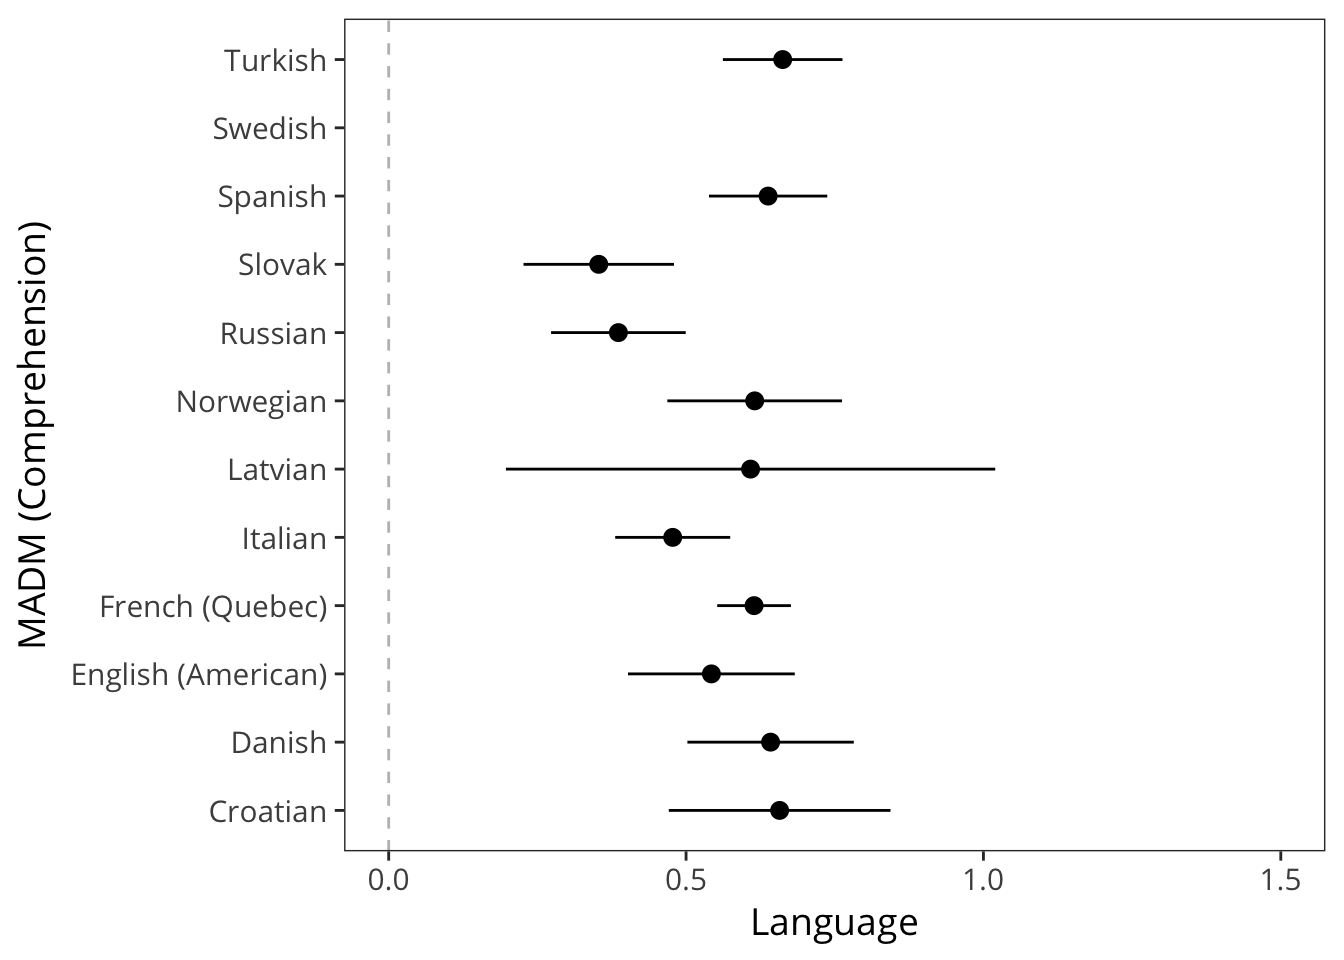 Turkish
Swedish
Spanish
Slovak
Russian
Norwegian
Latvian
Italian
French (Quebec)
English (American)
Danish
Croatian
MADM (Comprehension)
0.0 0.5 1.0 1.5
Language